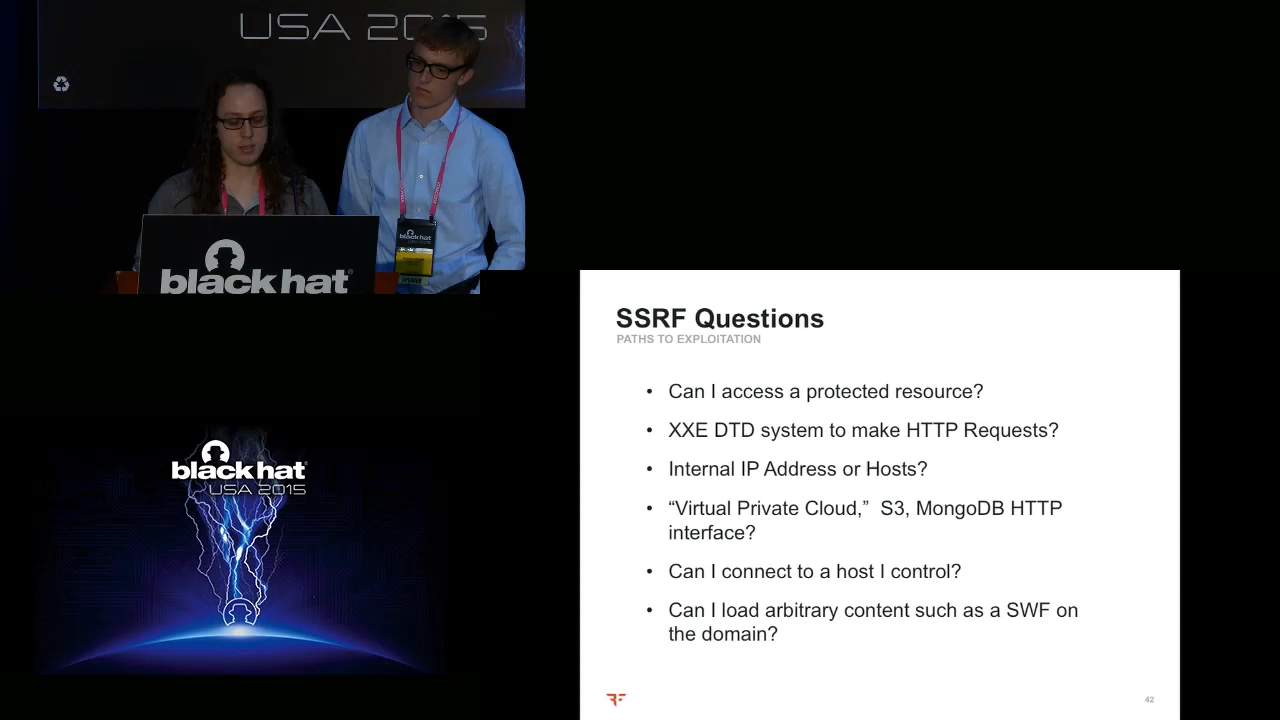 USA 2015
black hat
black hat
SSRF Questions
PATHS TO EXPLOITATION
• Can I access a protected resource?
• XXE DTD system to make HTTP Requests?
• Internal IP Address or Hosts?
• “Virtual Private Cloud,”  S3, MongoDB HTTP
interface?
• Can I connect to a host I control?
• Can I load arbitrary content such as a SWF on
the domain?
42
black hat
USA 2015